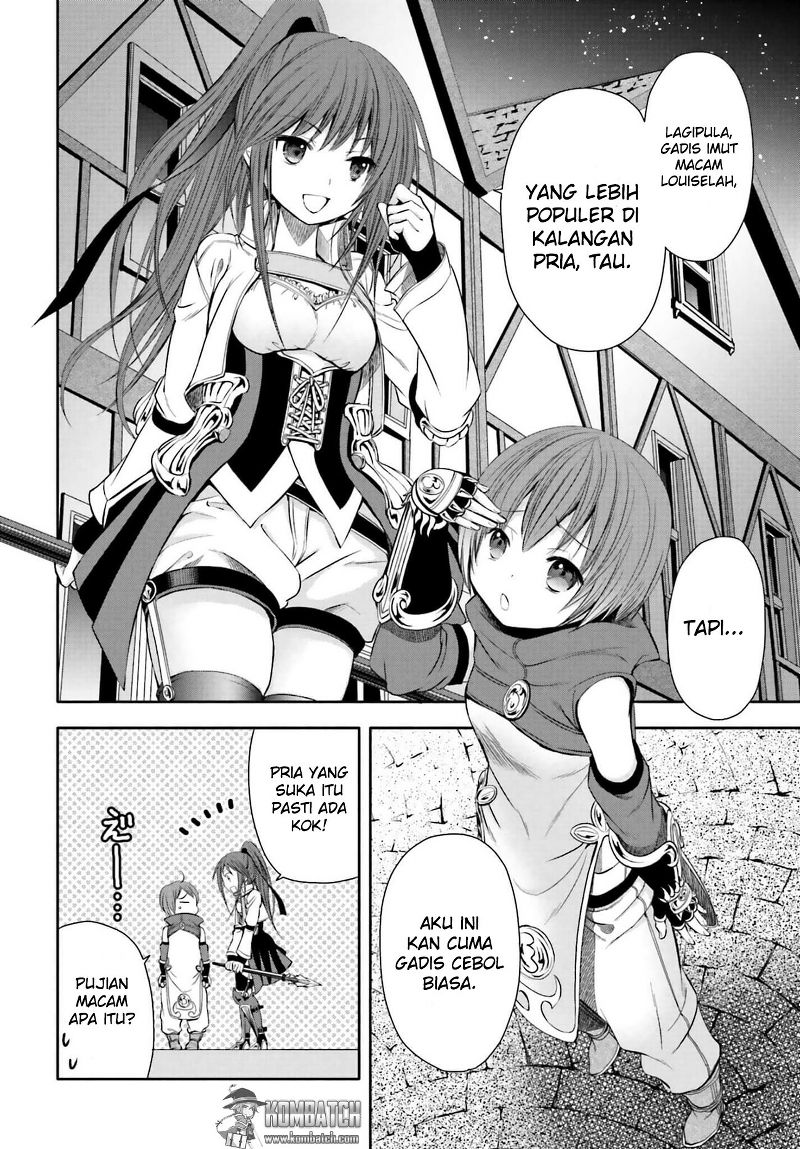 LAGIPULA,
GADIS IMUT
MACAM
LOUISELAH,
YANG LEBIH
POPULER DI
KALANGAN
PRIA, TAU.
TAPI...
AKU INI
KAN CUMA
GADIS CEBOL
BIASA.
PRIA YANG
SUKA ITU
PASTI ADA
KOK!
えー…
PUJIAN
MACAM
APA ITU?
KOMBATCH
www.kombatch.com